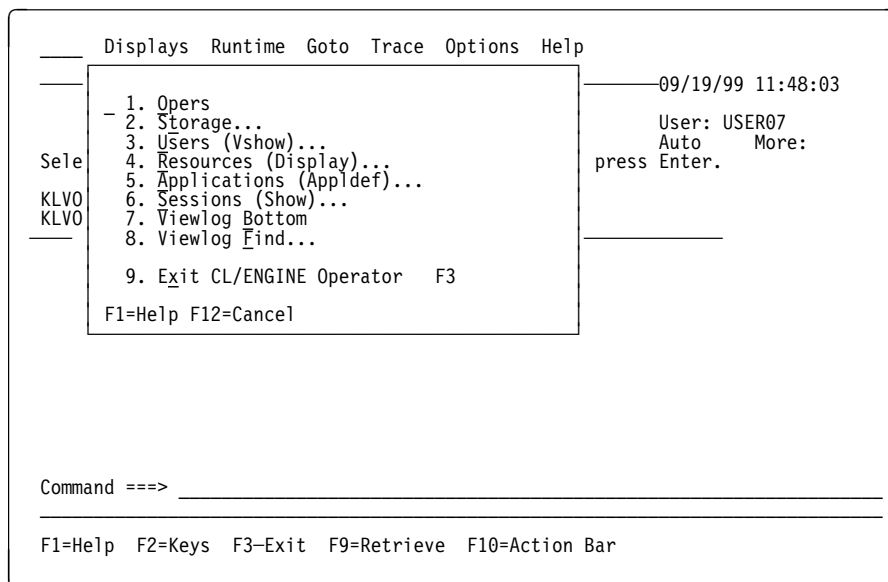 ____ Displays Runtime Goto Trace Options Help
09/19/99 11:48:03
_ 1. Opers
2. Storage... User: USER07
3. Users (Vshow)... Auto More:
Sele 4. Resources (Display)... press Enter.
5. Applications (Appldef)...
KLVO 6. Sessions (Show)...
KLVO 7. Viewlog Bottom
8. Viewlog Find...
9. Exit CL/ENGINE Operator F3
F1=Help F12=Cancel
Command ===> 
F1=Help F2=Keys F3—Exit F9=Retrieve F10=Action Bar